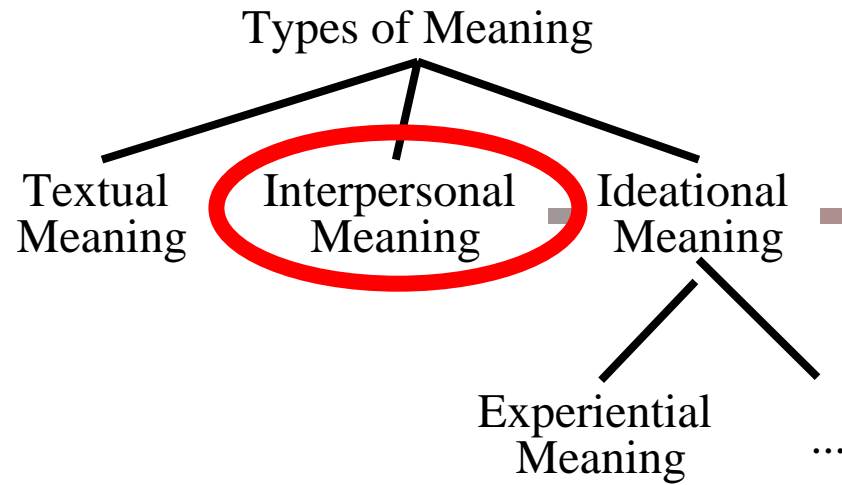 Types of Meaning
Textual
Meaning
Interpersonal
Meaning
Ideational
Meaning
Experiential
Meaning
...